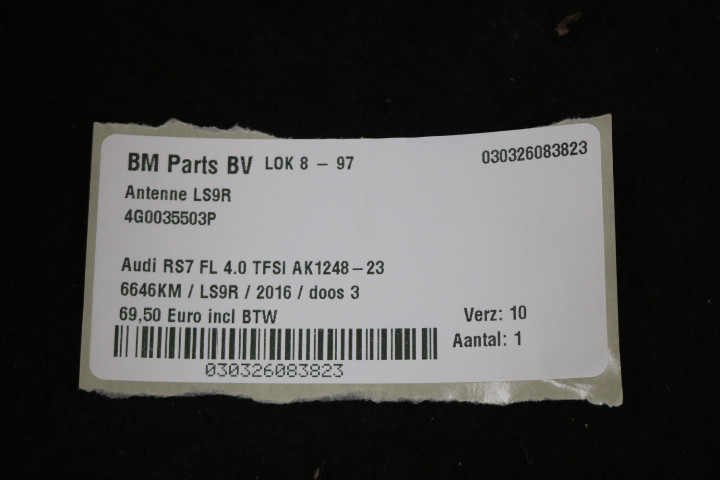 BM Parts BV LOK 8 - 97 030326083823
Antenne LS9R
4G0035503P
Audi RS7 FL 4.0 TFSI AK1248-23
6646KM / LS9R / 2016 / doos 3
69,50 Euro incl BTW Verz: 10
Aantal: 1
030326083823